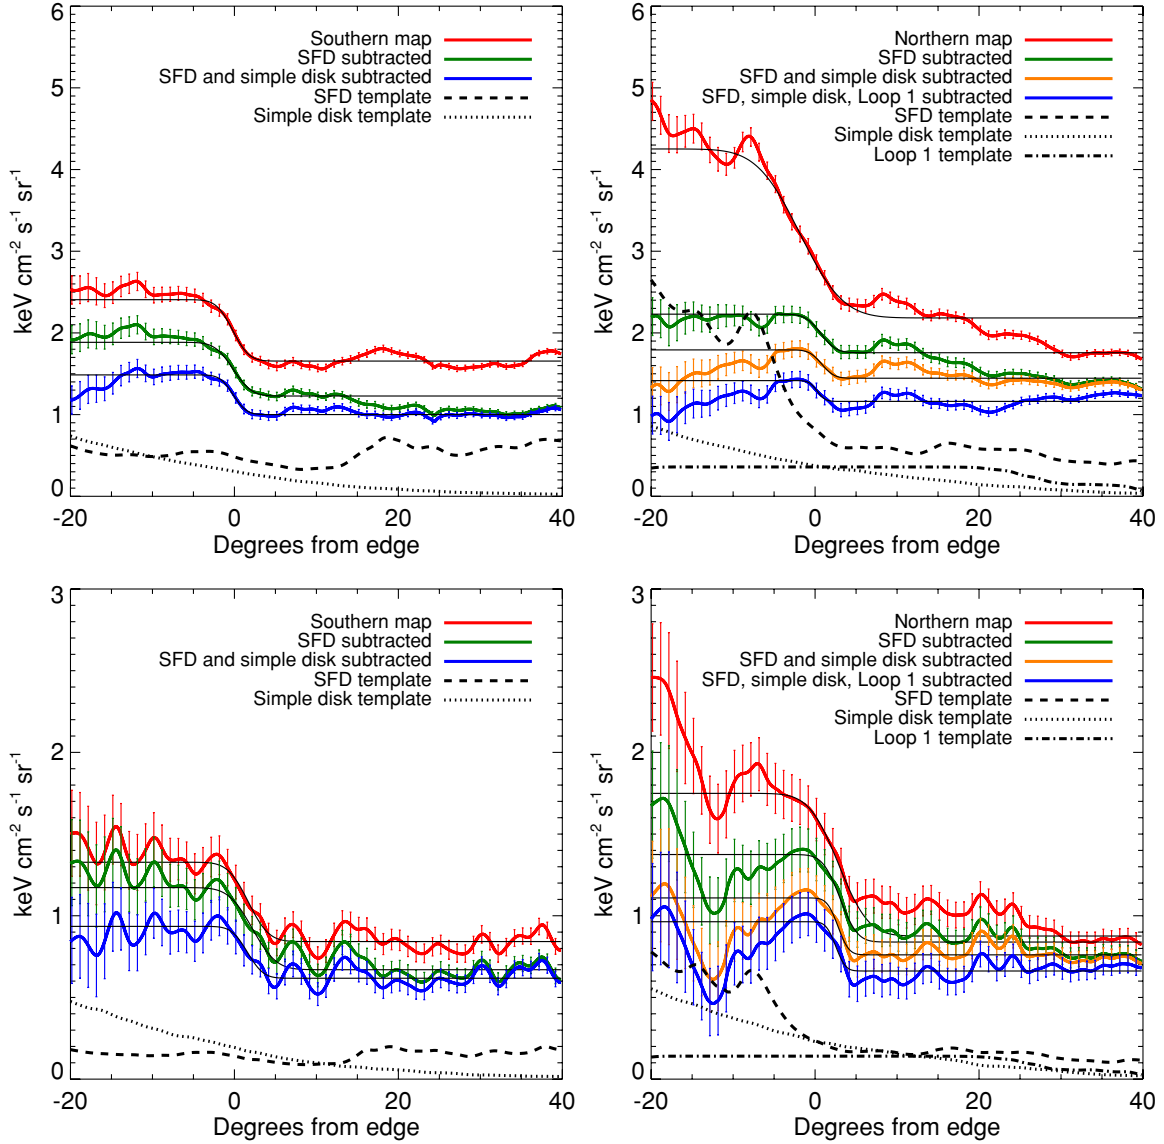 6
5
4
3
2
1
0
keV cm-2 s-1 sr-1
Southern map
SFD subtracted
SFD and simple disk subtracted
SFD template
Simple disk template
-20
0
20
40
Degrees from edge
6
5
4
3
2
1
0
keV cm-2 s-1 sr-1
Northern map
SFD subtracted
SFD and simple disk subtracted
SFD, simple disk, Loop 1 subtracted
SFD template
Simple disk template
Loop 1 template
-20
0
20
40
Degrees from edge
3
2
1
0
keV cm-2 s-1 sr-1
Southern map
SFD subtracted
SFD and simple disk subtracted
SFD template
Simple disk template
-20
0
20
40
Degrees from edge
3
2
1
0
keV cm-2 s-1 sr-1
Northern map
SFD subtracted
SFD and simple disk subtracted
SFD, simple disk, Loop 1 subtracted
SFD template
Simple disk template
Loop 1 template
-20
0
20
40
Degrees from edge